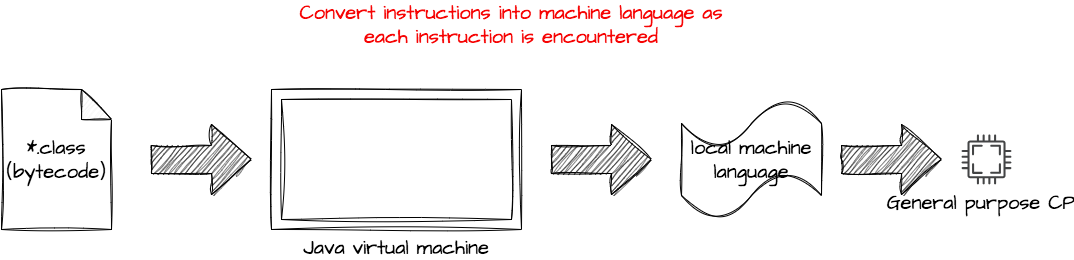 Convert instructions into machine language as
each instruction is encountered
*.class
(bytecode)
local machine
language
General purpose CP
Java virtual machine